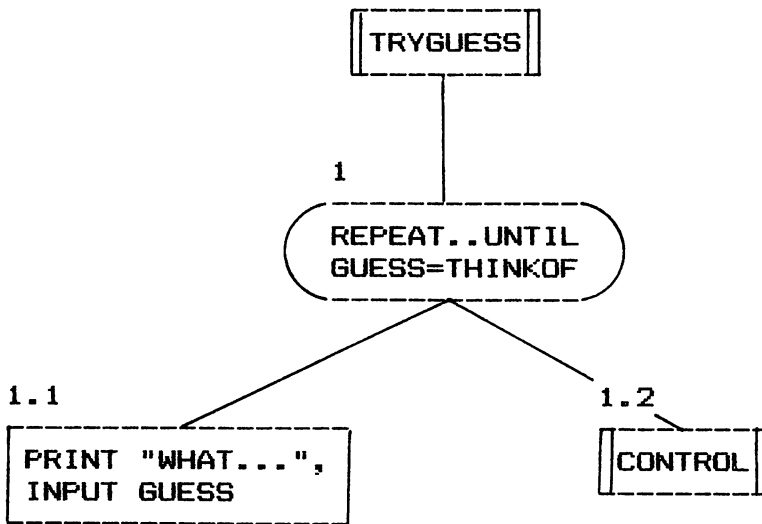 TRYGUESS
1
REPEAT..UNTIL
GUESS=THINKOF
1.1
1.2
PRINT "WHAT...",
INPUT GUESS
CONTROL